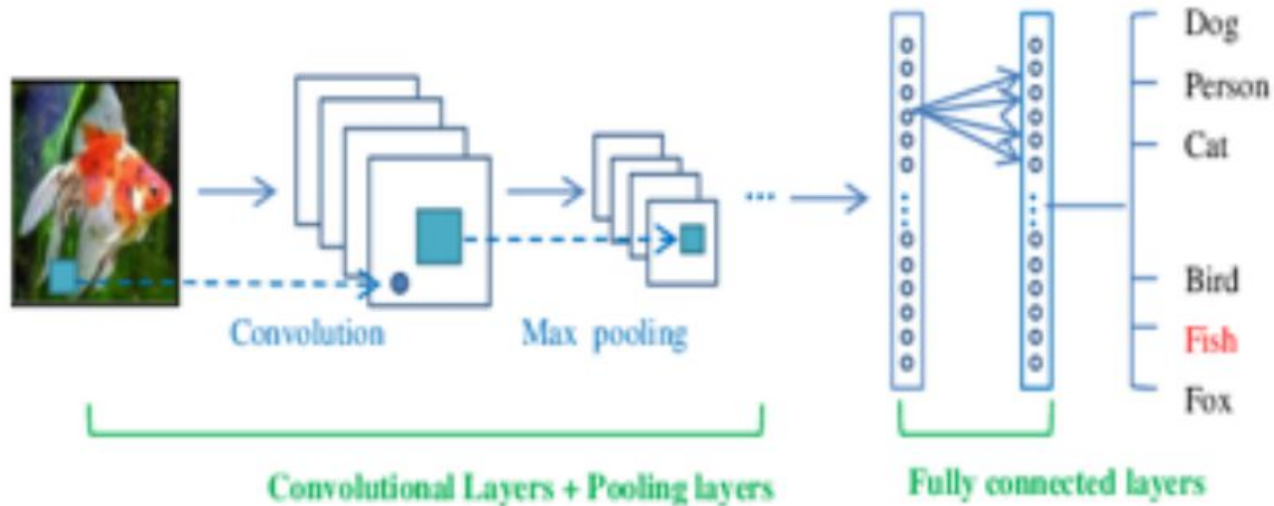 Dog
Person
Cat
Bird
Fish
Fox
Convolution
Max pooling
Convolutional Layers + Pooling layers
Fully connected layers